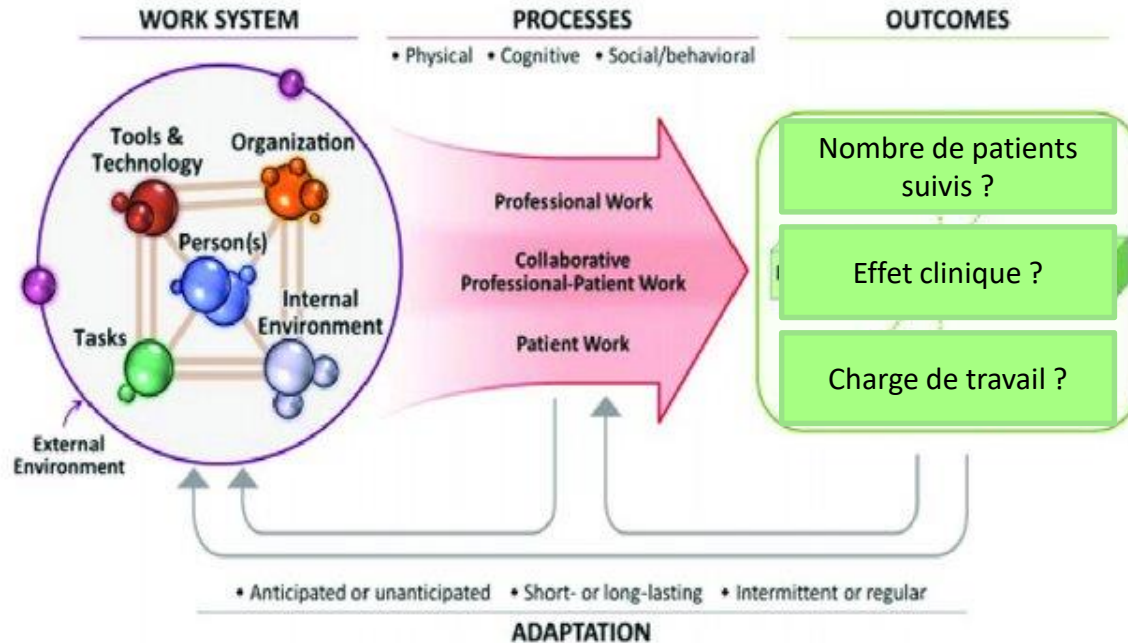 WORK SYSTEM
PROCESSES
OUTCOMES
• Physical • Cognitive • Social/behavioral
Tools &
Technology
Organization
Person(s)
Internal
Environment
Tasks
External
Environment
Professional Work
Collaborative
Professional-Patient Work
Patient Work
Nombre de patients
suivis ?
Effet clinique ?
Charge de travail ?
• Anticipated or unanticipated • Short- or long-lasting • Intermittent or regular
ADAPTATION